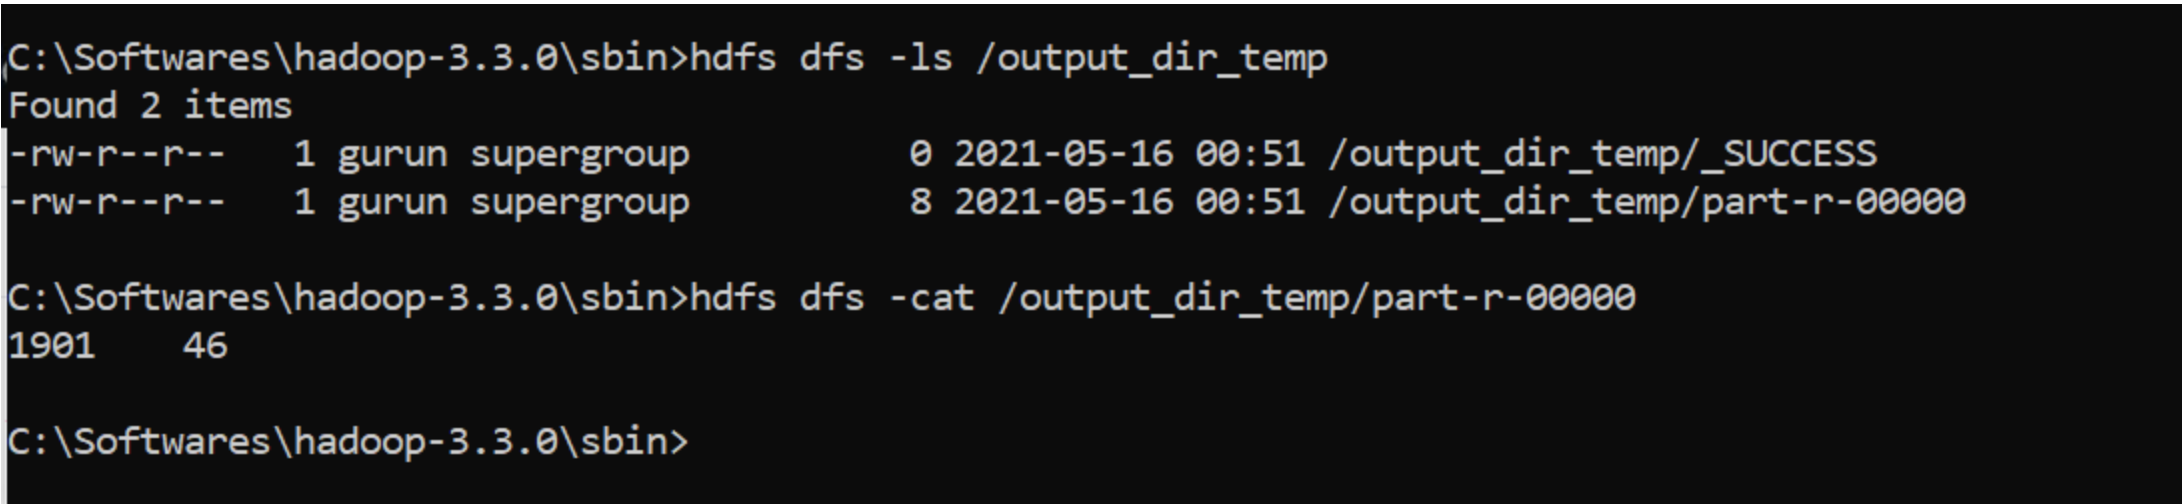 C:\Softwares\hadoop-3.3.0\sbin>hdfs dfs -ls /output_dir_temp
Found 2 items
-rw-r--r--   1 gurun supergroup          0 2021-05-16 00:51 /output_dir_temp/_SUCCESS
-rw-r--r--   1 gurun supergroup          8 2021-05-16 00:51 /output_dir_temp/part-r-00000
C:\Softwares\hadoop-3.3.0\sbin>hdfs dfs -cat /output_dir_temp/part-r-00000
1901    46
C:\Softwares\hadoop-3.3.0\sbin>